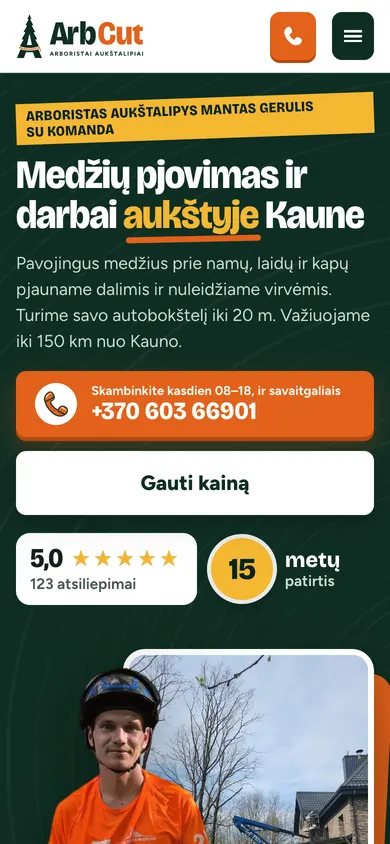 ArbCut
ARBORISTAI AUKŠTALIPIAI
ARBORISTAS AUKŠTALIPYS MANTAS GERULIS
SU KOMANDA
Medžių pjovimas ir
darbai aukštyje Kaune
Pavojingus medžius prie namų, laidų ir kapų
pjauname dalimis ir nuleidžiame virvėmis.
Turime savo autobokštelį iki 20 m. Važiuojame
iki 150 km nuo Kauno.
Skambinkite kasdien 08–18, ir savaitgaliais
+370 603 66901
Gauti kainą
5,0
123 atsiliepimai
15
metų
patirtis